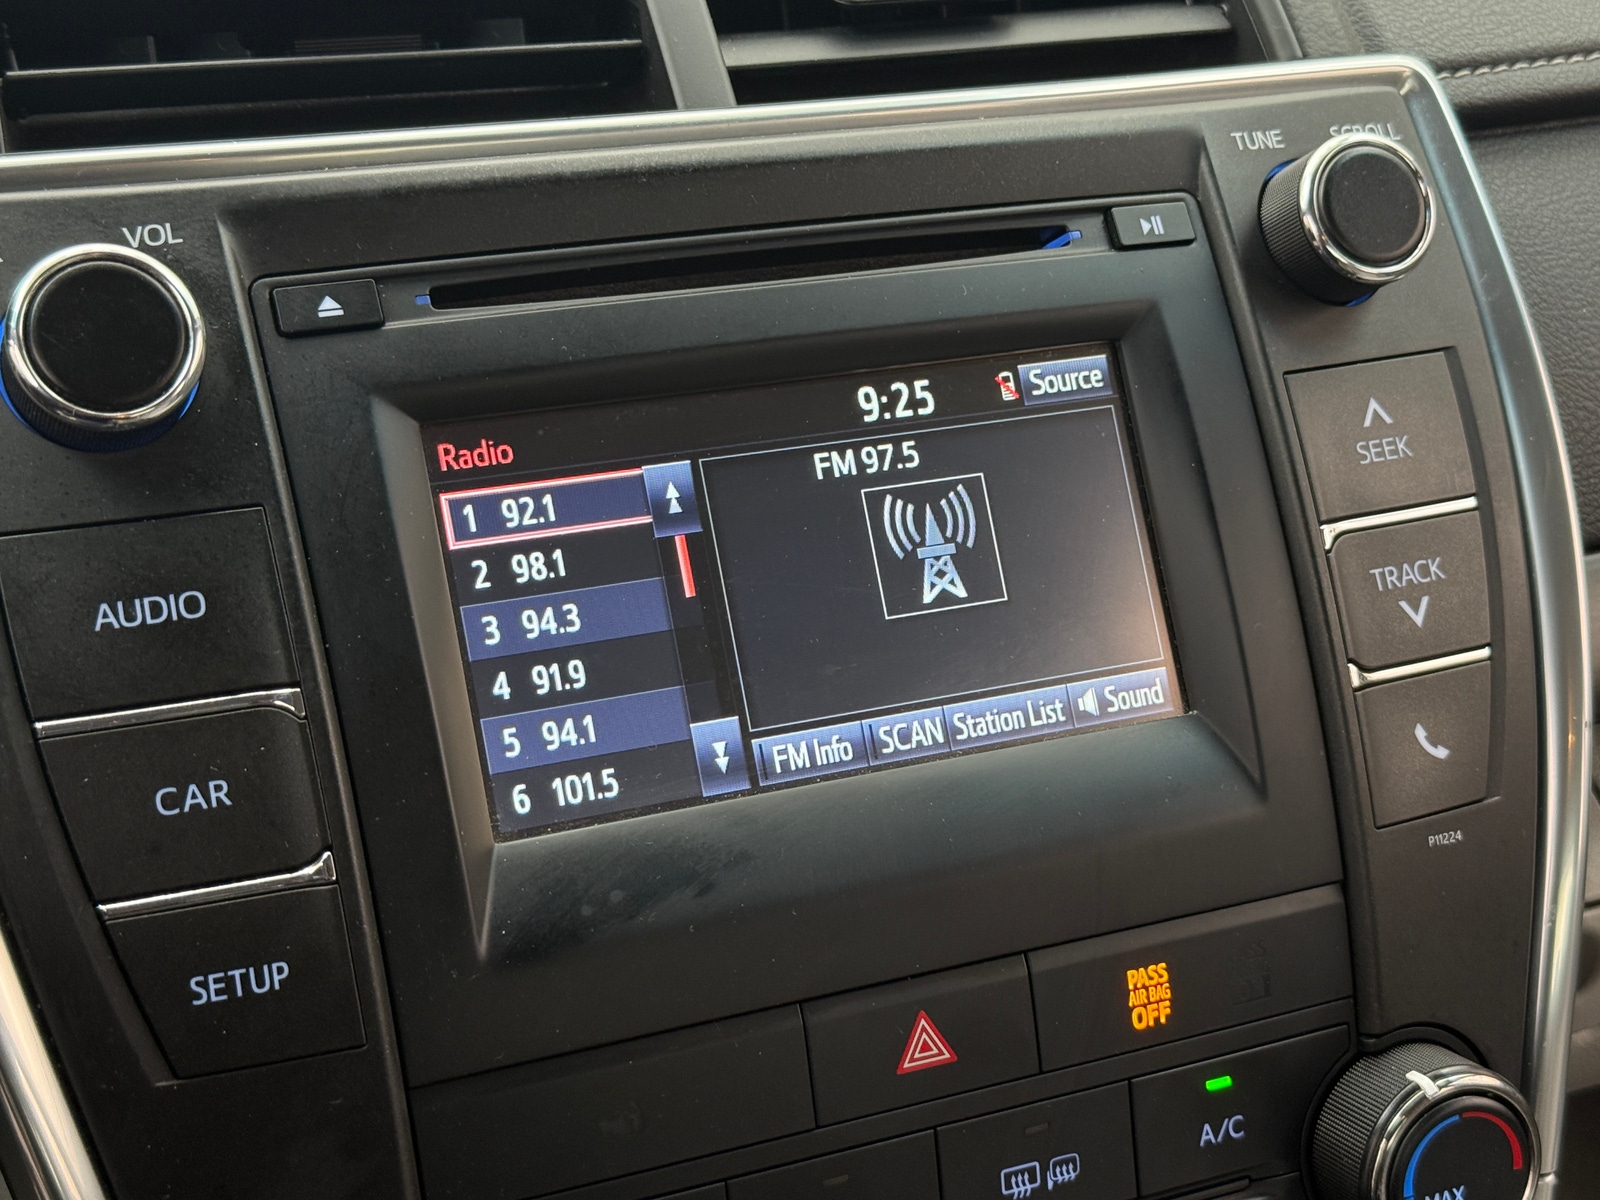 TUNE SCROLL
VOL
9:25
Source
Radio
FM 97.5
1 92.1
2 98.1
3 94.3
4 91.9
5 94.1
6 101.5
FM Info
SCAN
Station List
Sound
AUDIO
CAR
SETUP
SEEK
TRACK
P11224
PASS
AIR BAG
OFF
A/C
MAX